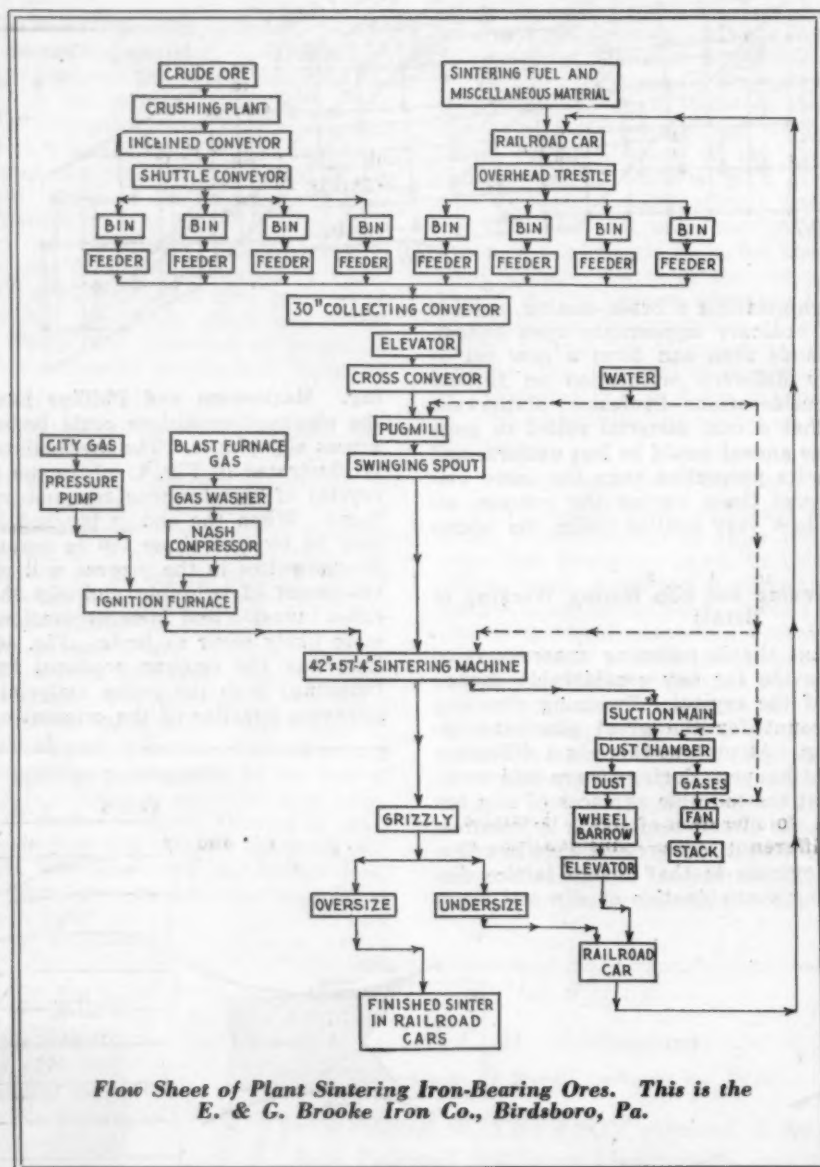 CRUDE ORE
CRUSHING PLANT
INCLINED CONVEYOR
SHUTTLE CONVEYOR
SINTERING FUEL AND
MISCELLANEOUS MATERIAL
RAILROAD CAR
OVERHEAD TRESTLE
BIN BIN BIN BIN BIN BIN BIN BIN
FEEDER FEEDER FEEDER FEEDER FEEDER FEEDER FEEDER FEEDER
30" COLLECTING CONVEYOR
ELEVATOR
CROSS CONVEYOR
WATER
PUGMILL
SWINGING SPOUT
CITY GAS
PRESSURE
PUMP
BLAST FURNACE
GAS
GAS WASHER
NASH
COMPRESSOR
IGNITION FURNACE
42"x57'-4" SINTERING MACHINE
SUCTION MAIN
DUST CHAMBER
DUST
WHEEL
BARROW
ELEVATOR
GASES
FAN
STACK
GRIZZLY
OVERSIZE
UNDERSIZE
RAILROAD
CAR
FINISHED SINTER
IN RAILROAD
CARS
Flow Sheet of Plant Sintering Iron-Bearing Ores. This is the
E. & G. Brooke Iron Co., Birdsboro, Pa.